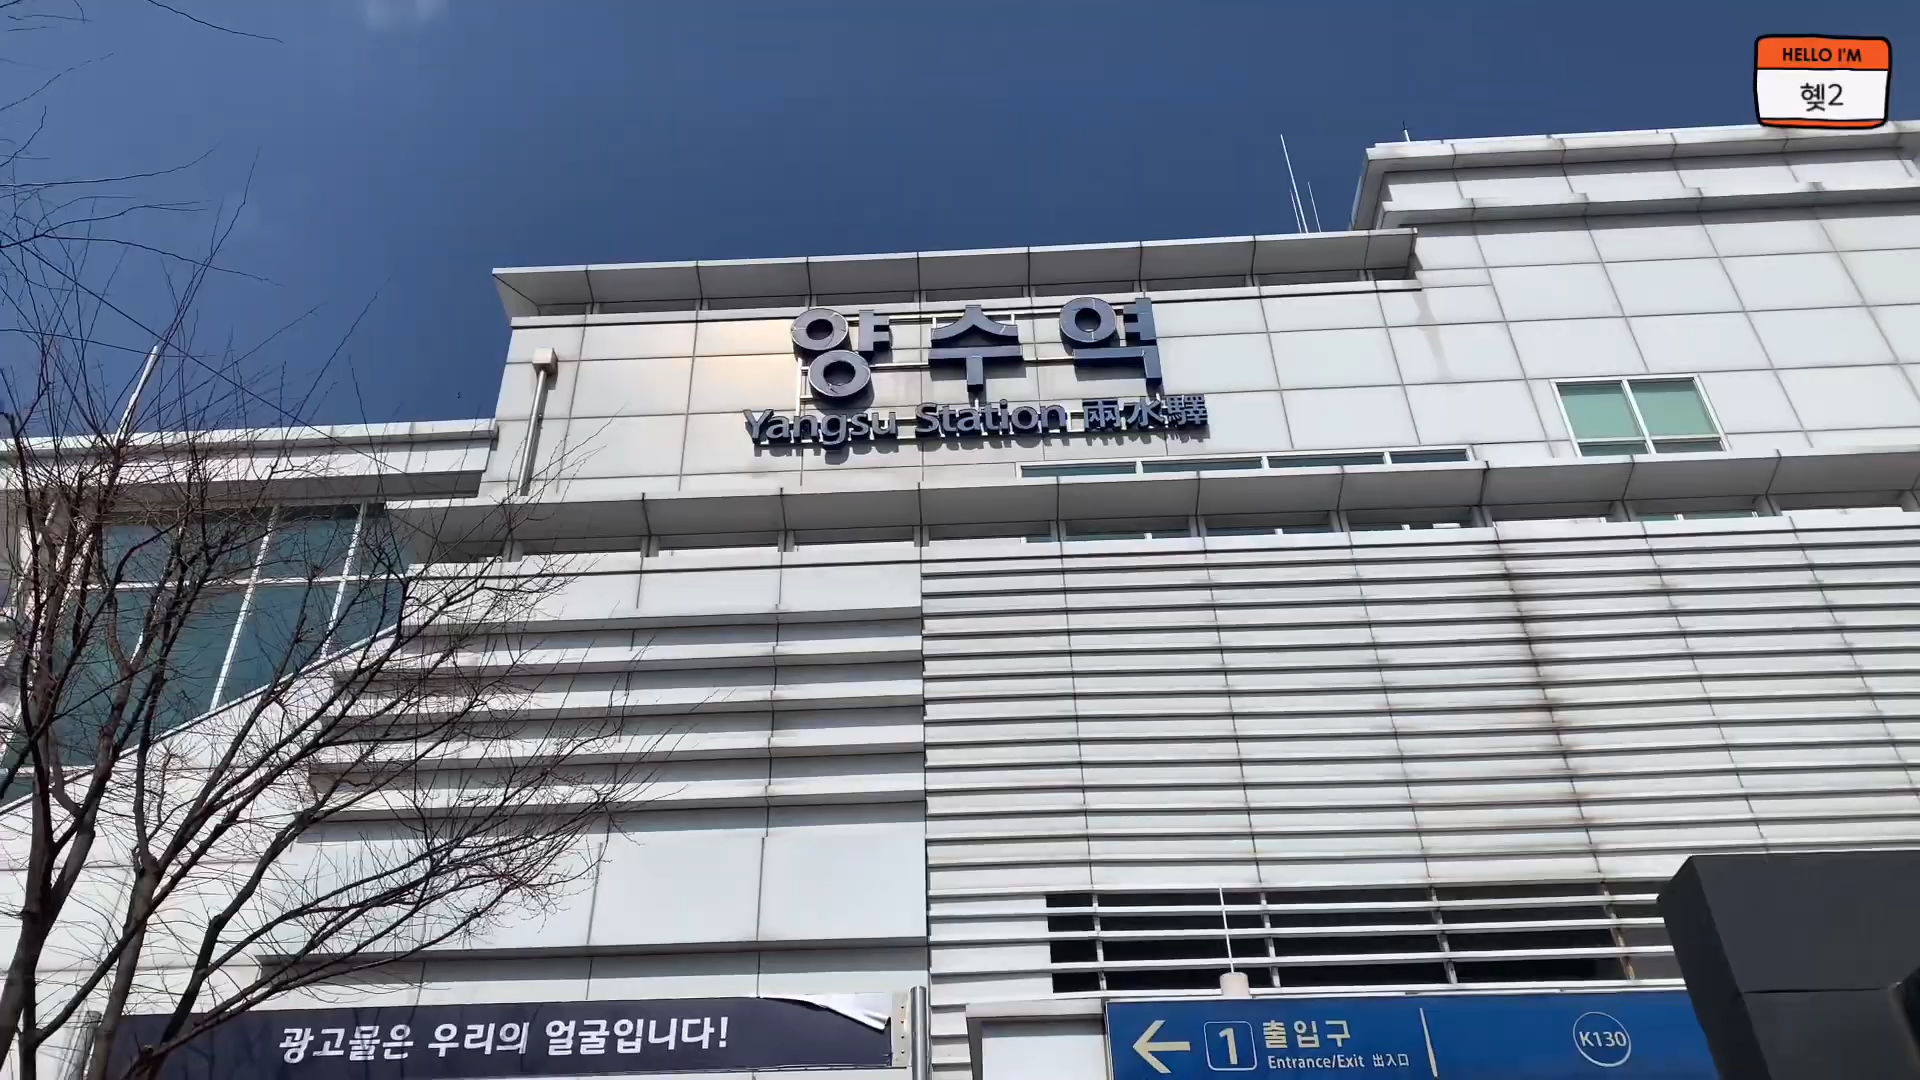 HELLO I'M
혲2
양수역
Yangsu Station 兩水驛
광고물은 우리의 얼굴입니다!
1 출입구
Entrance/Exit 出入口
K130